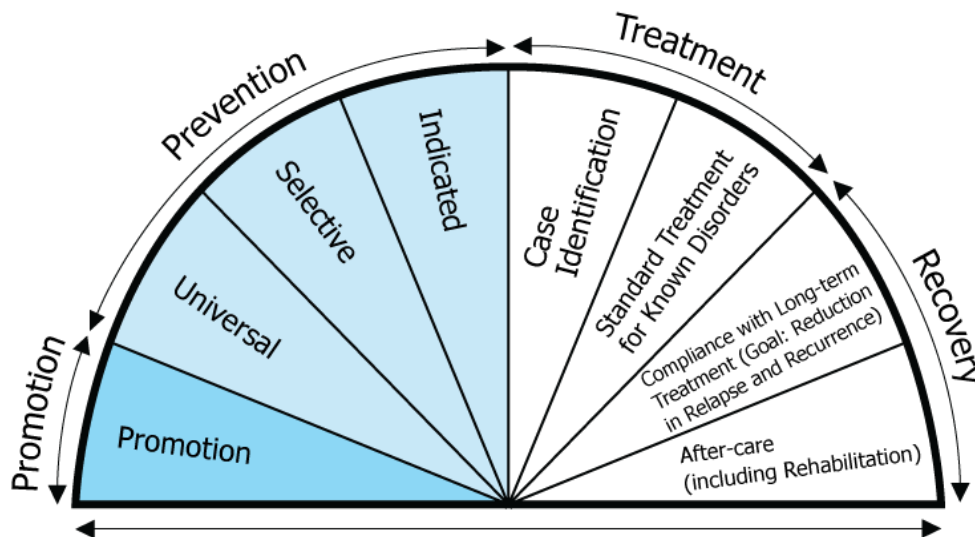 Promotion
Prevention
Treatment
Recovery
Promotion
Universal
Selective
Indicated
Case
Identification
Standard Treatment
for Known Disorders
Compliance with Long-term
Treatment (Goal: Reduction
in Relapse and Recurrence)
After-care
(including Rehabilitation)